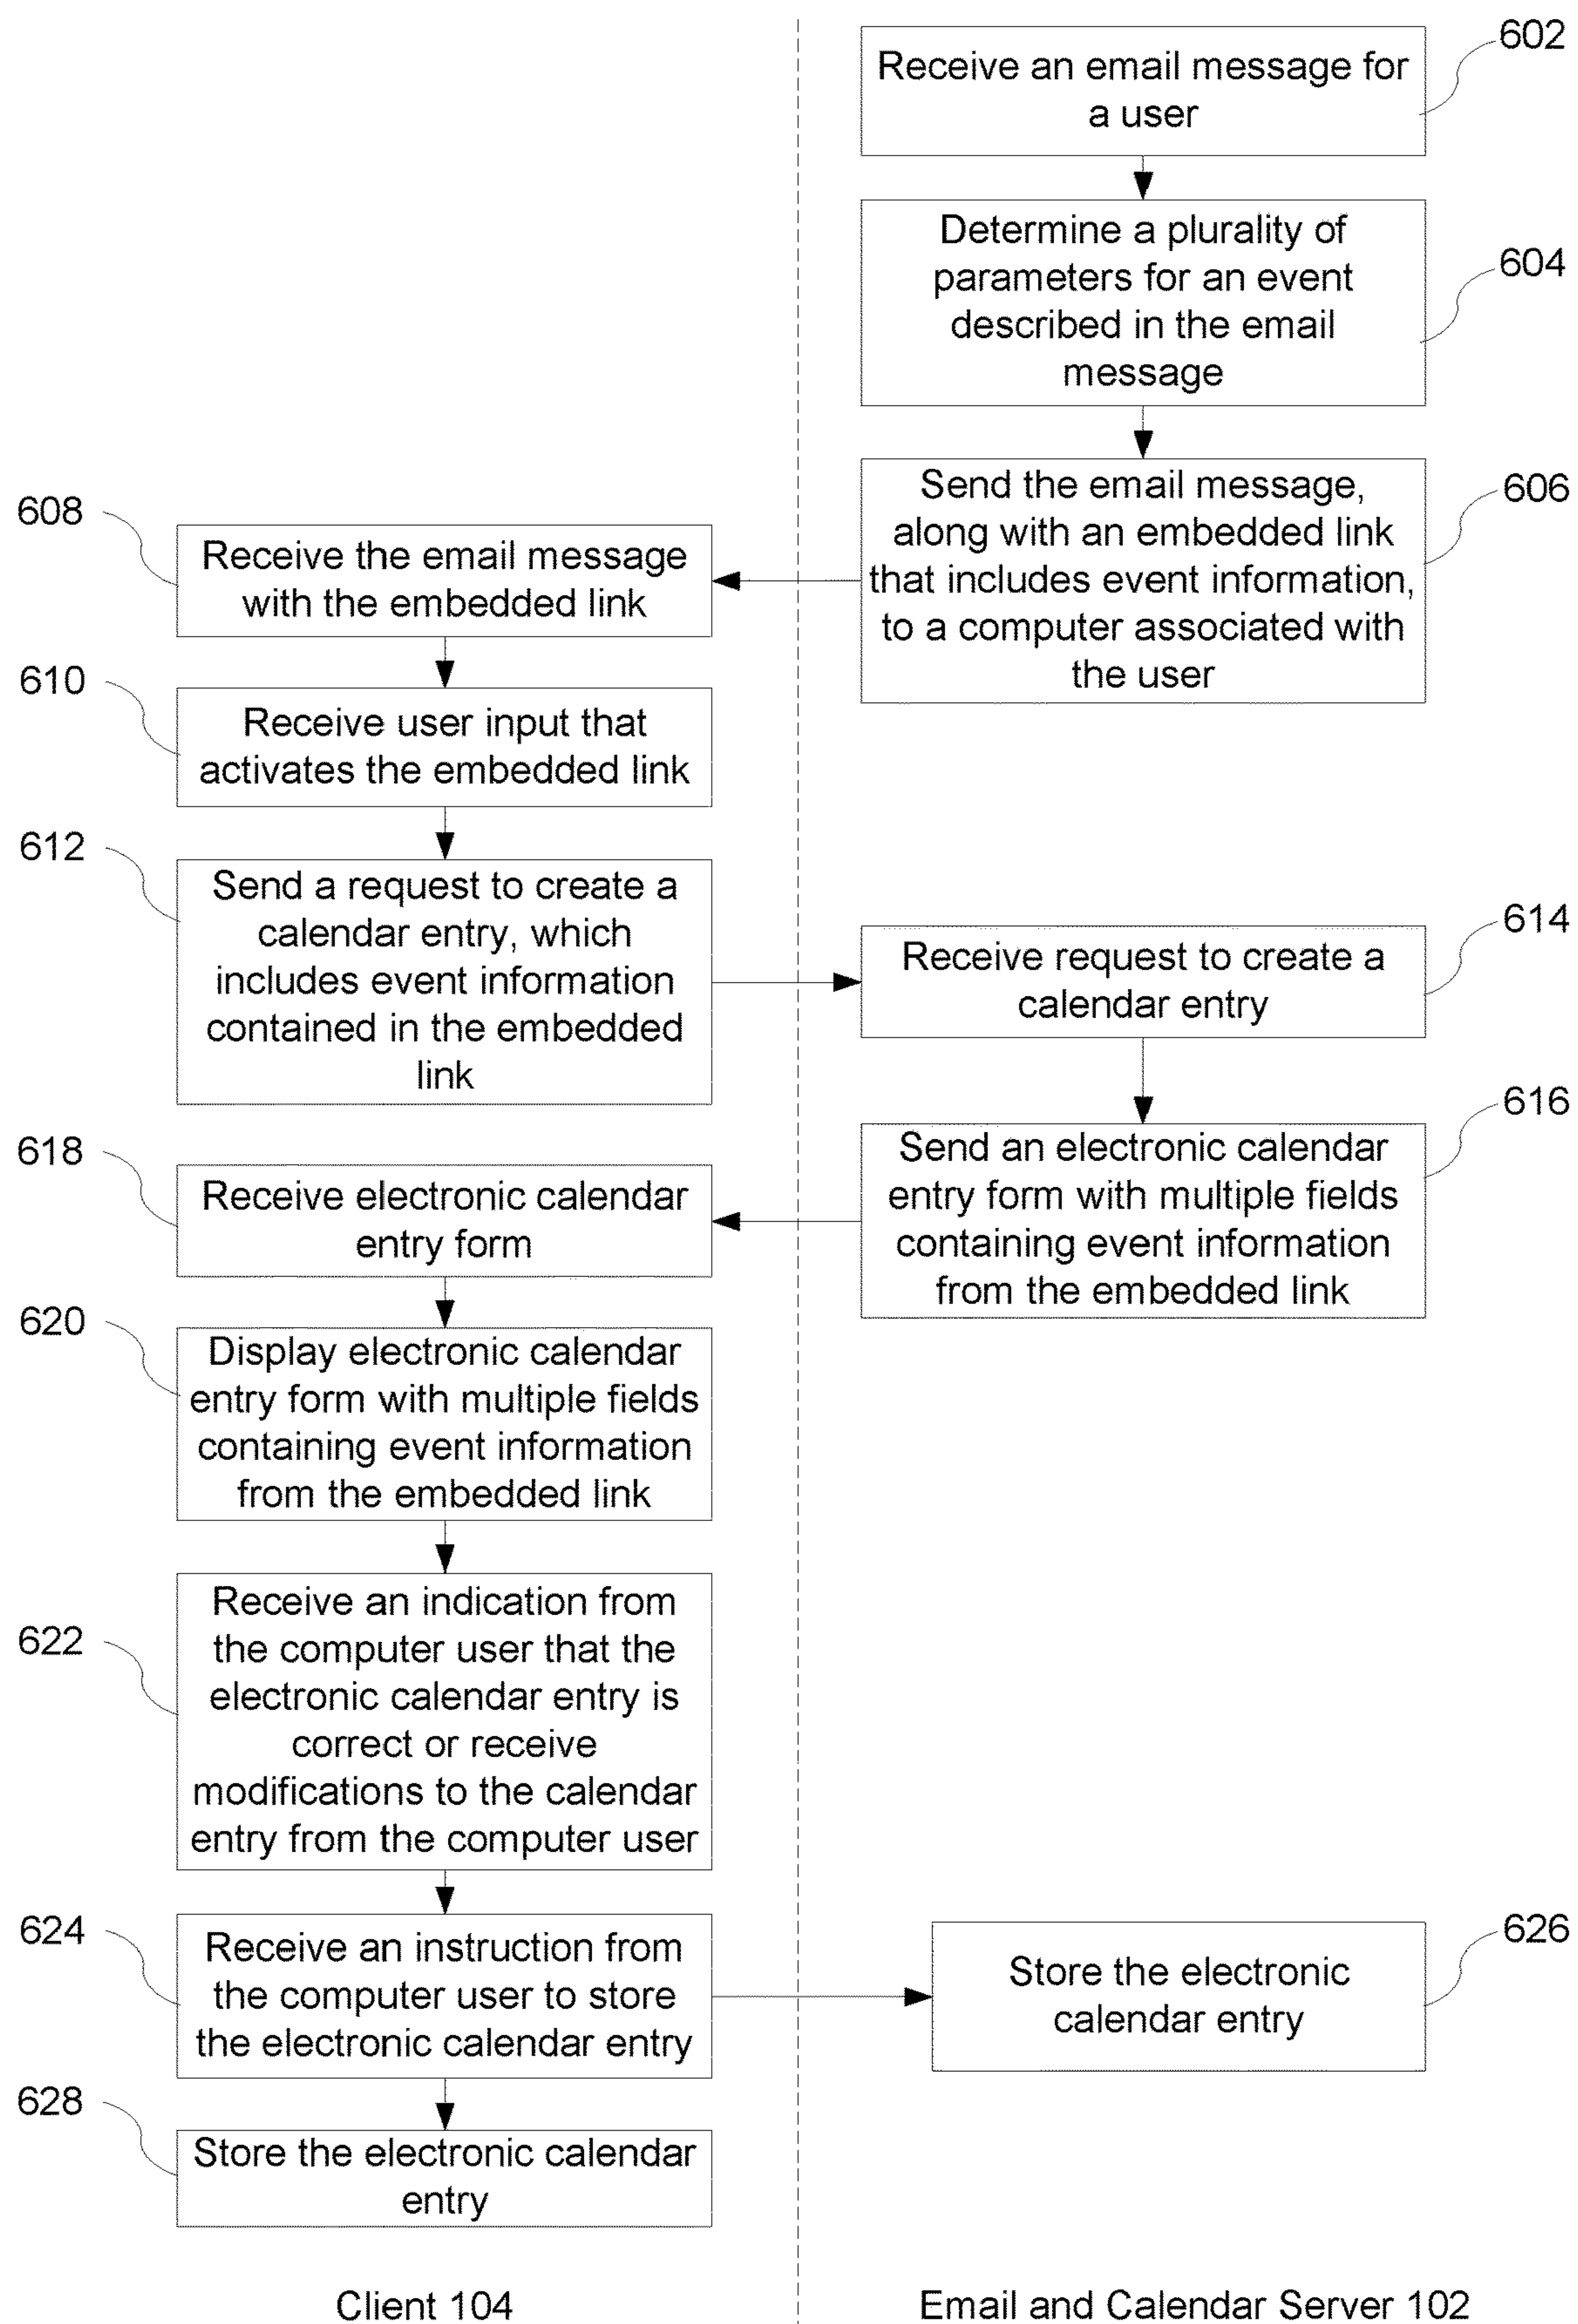 602
Receive an email message for
a user
604
Determine a plurality of
parameters for an event
described in the email
message
606
Send the email message,
along with an embedded link
that includes event information,
to a computer associated with
the user
608
Receive the email message
with the embedded link
610
Receive user input that
activates the embedded link
612
Send a request to create a
calendar entry, which
includes event information
contained in the embedded
link
614
Receive request to create a
calendar entry
616
Send an electronic calendar
entry form with multiple fields
containing event information
from the embedded link
618
Receive electronic calendar
entry form
620
Display electronic calendar
entry form with multiple fields
containing event information
from the embedded link
622
Receive an indication from
the computer user that the
electronic calendar entry is
correct or receive
modifications to the calendar
entry from the computer user
624
Receive an instruction from
the computer user to store
the electronic calendar entry
626
Store the electronic
calendar entry
628
Store the electronic calendar
entry
Client 104
Email and Calendar Server 102